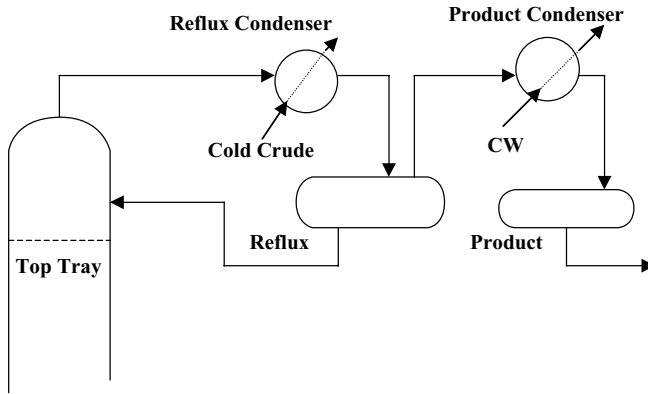 Product Condenser
Reflux Condenser
Cold Crude
CW
Reflux
Product
Top Tray